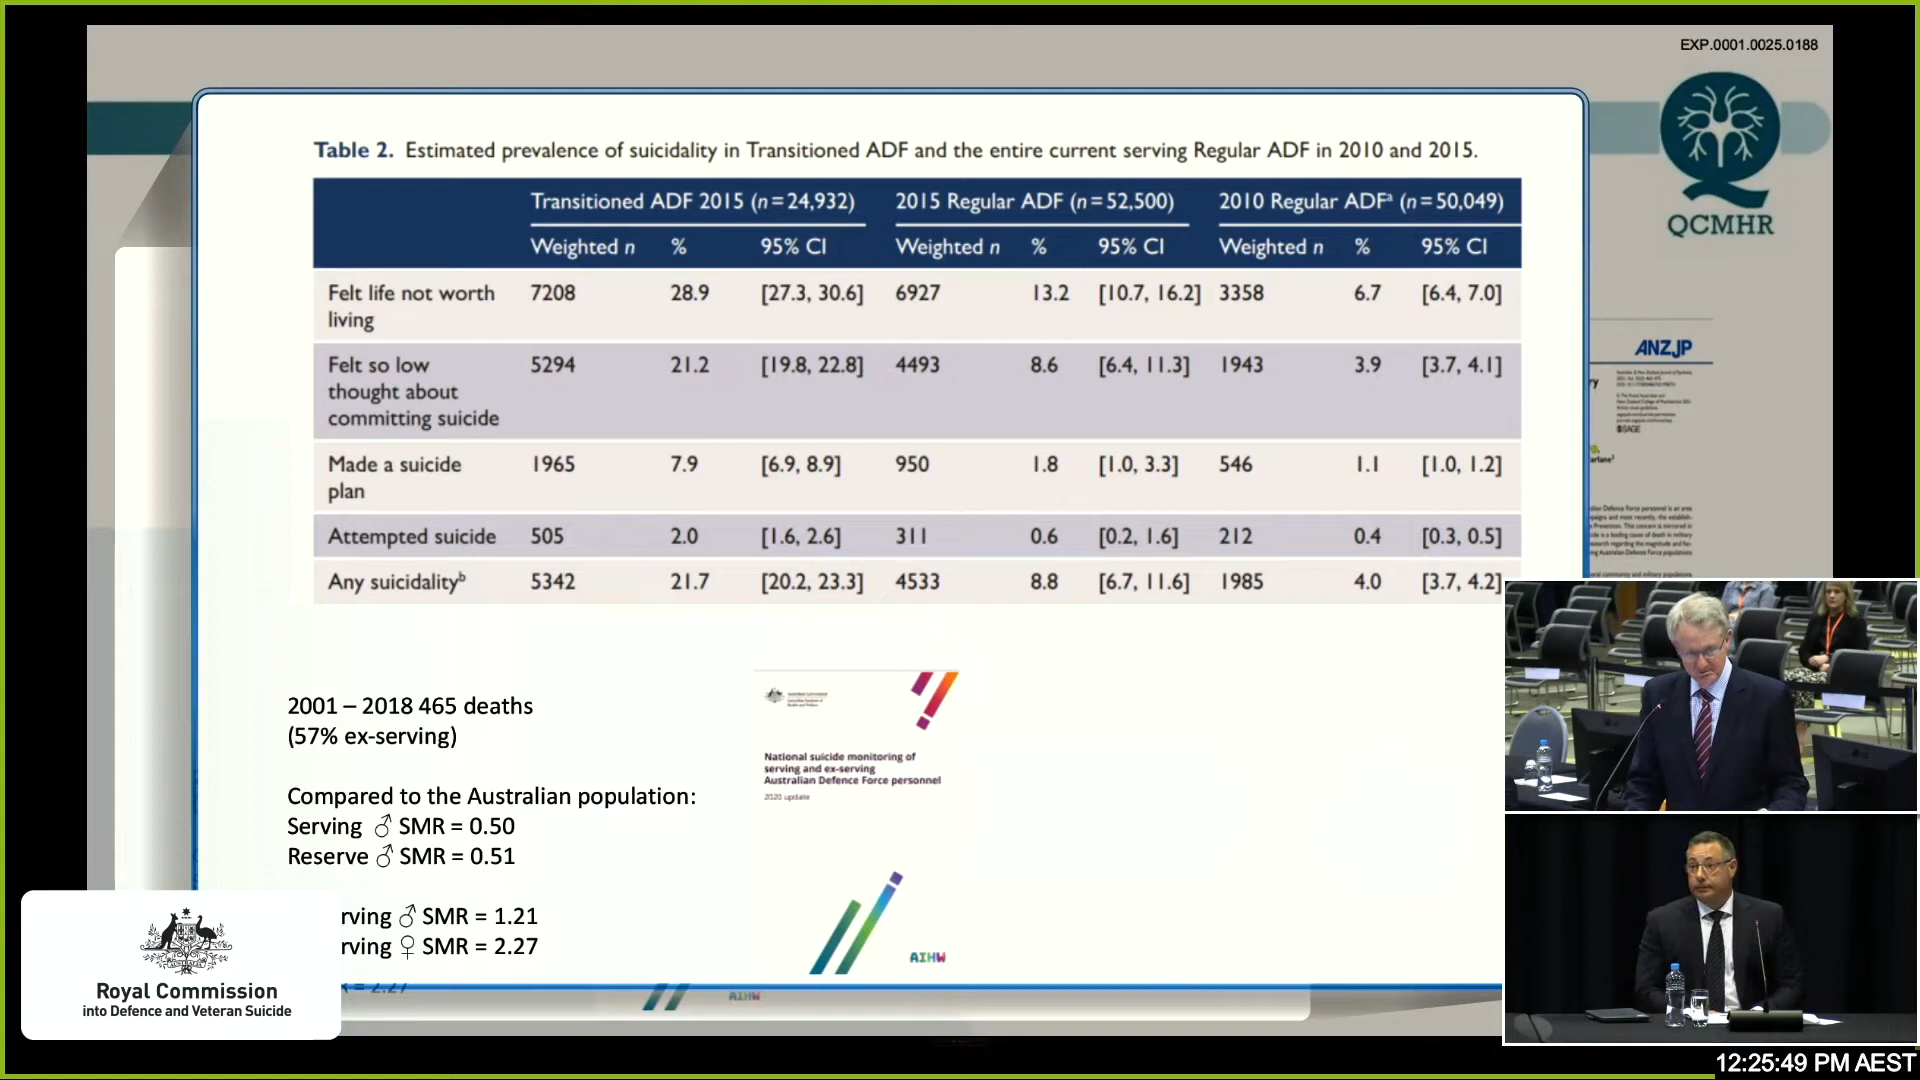 EXP.0001.0025.0188
QCMHR
Table 2. Estimated prevalence of suicidality in Transitioned ADF and the entire current serving Regular ADF in 2010 and 2015.
Transitioned ADF 2015 (n = 24,932) 2015 Regular ADF (n = 52,500) 2010 Regular ADFᵃ (n = 50,049)
Weighted n % 95% CI Weighted n % 95% CI Weighted n % 95% CI
Felt life not worth living 7208 28.9 [27.3, 30.6] 6927 13.2 [10.7, 16.2] 3358 6.7 [6.4, 7.0]
Felt so low thought about committing suicide 5294 21.2 [19.8, 22.8] 4493 8.6 [6.4, 11.3] 1943 3.9 [3.7, 4.1]
Made a suicide plan 1965 7.9 [6.9, 8.9] 950 1.8 [1.0, 3.3] 546 1.1 [1.0, 1.2]
Attempted suicide 505 2.0 [1.6, 2.6] 311 0.6 [0.2, 1.6] 212 0.4 [0.3, 0.5]
Any suicidalityᵇ 5342 21.7 [20.2, 23.3] 4533 8.8 [6.7, 11.6] 1985 4.0 [3.7, 4.2]
ANZJP
SAGE
2001 – 2018 465 deaths
(57% ex-serving)
Compared to the Australian population:
Serving ♂ SMR = 0.50
Reserve ♂ SMR = 0.51
rving ♂ SMR = 1.21
rving ♀ SMR = 2.27
National suicide monitoring of
serving and ex-serving
Australian Defence Force personnel
2020 update
AIHW
AIHW
Royal Commission
into Defence and Veteran Suicide
12:25:49 PM AEST